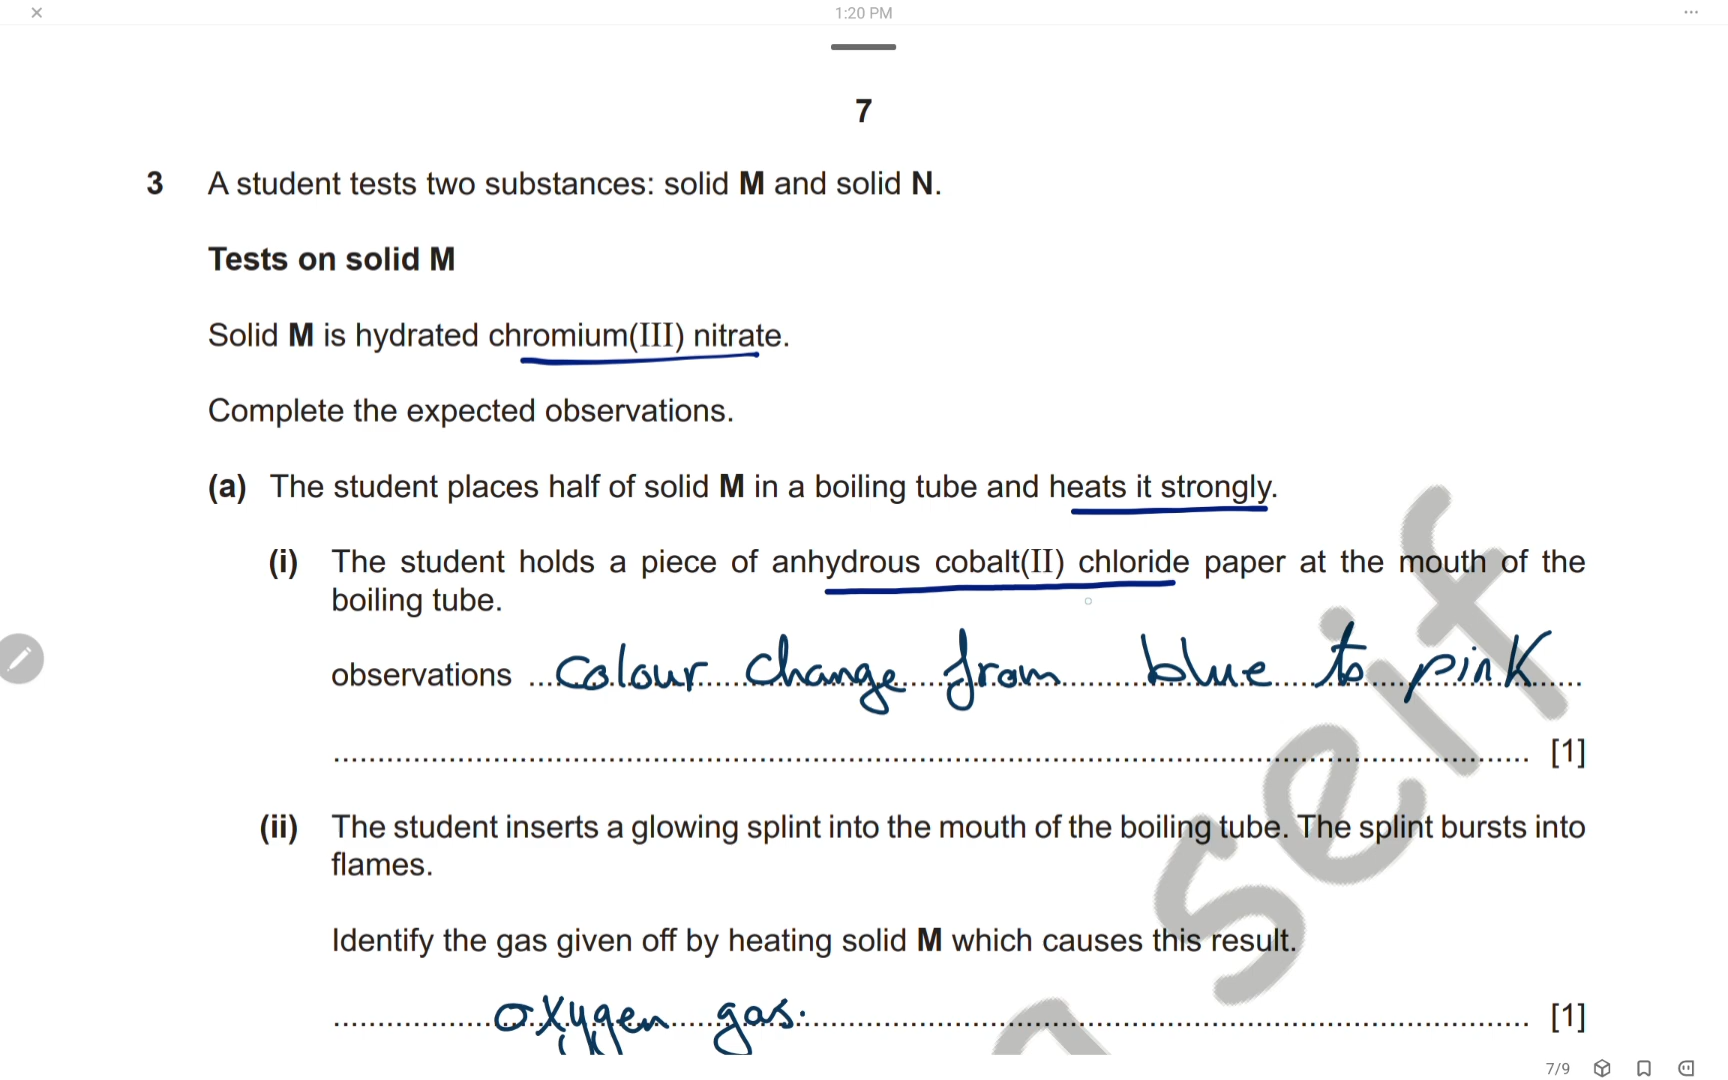 1:20 PM
7
3 A student tests two substances: solid M and solid N.
Tests on solid M
Solid M is hydrated chromium(III) nitrate.
Complete the expected observations.
(a) The student places half of solid M in a boiling tube and heats it strongly.
(i) The student holds a piece of anhydrous cobalt(II) chloride paper at the mouth of the
boiling tube.
observations colour change from blue to pink
[1]
(ii) The student inserts a glowing splint into the mouth of the boiling tube. The splint bursts into
flames.
Identify the gas given off by heating solid M which causes this result.
oxygen gas. [1]
7/9